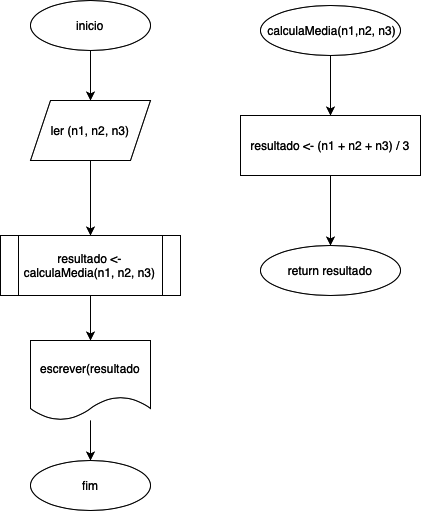 inicio
ler (n1, n2, n3)
resultado <-
calculaMedia(n1, n2, n3)
escrever(resultado
fim
calculaMedia(n1,n2, n3)
resultado <- (n1 + n2 + n3) / 3
return resultado